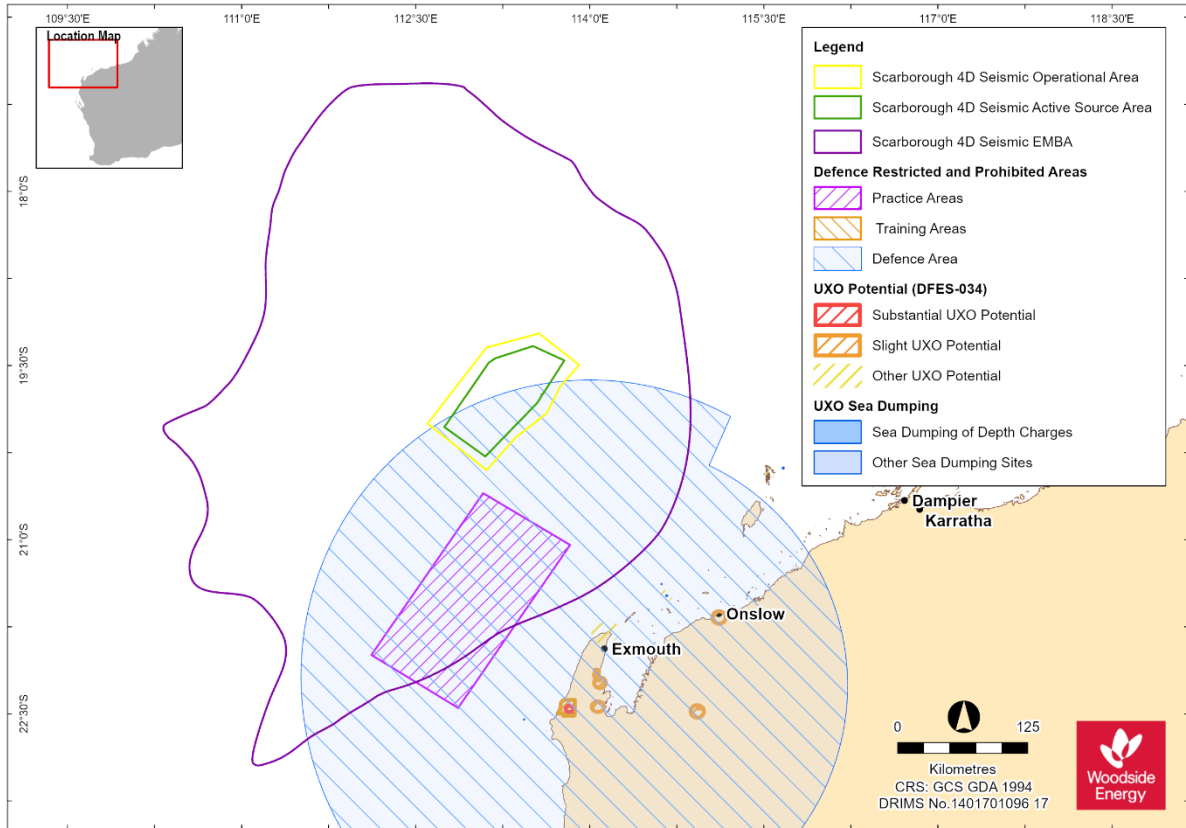 109°30'E
111°0'E
112°30'E
114°0'E
115°30'E
117°0'E
118°30'E
Location Map
18°0'S
19°30'S
21°0'S
22°30'S
Legend
Scarborough 4D Seismic Operational Area
Scarborough 4D Seismic Active Source Area
Scarborough 4D Seismic EMBA
Defence Restricted and Prohibited Areas
Practice Areas
Training Areas
Defence Area
UXO Potential (DFES-034)
Substantial UXO Potential
Slight UXO Potential
Other UXO Potential
UXO Sea Dumping
Sea Dumping of Depth Charges
Other Sea Dumping Sites
Dampier
Karratha
Onslow
Exmouth
0 125
Kilometres
CRS: GCS GDA 1994
DRIMS No.1401701096 17
Woodside
Energy